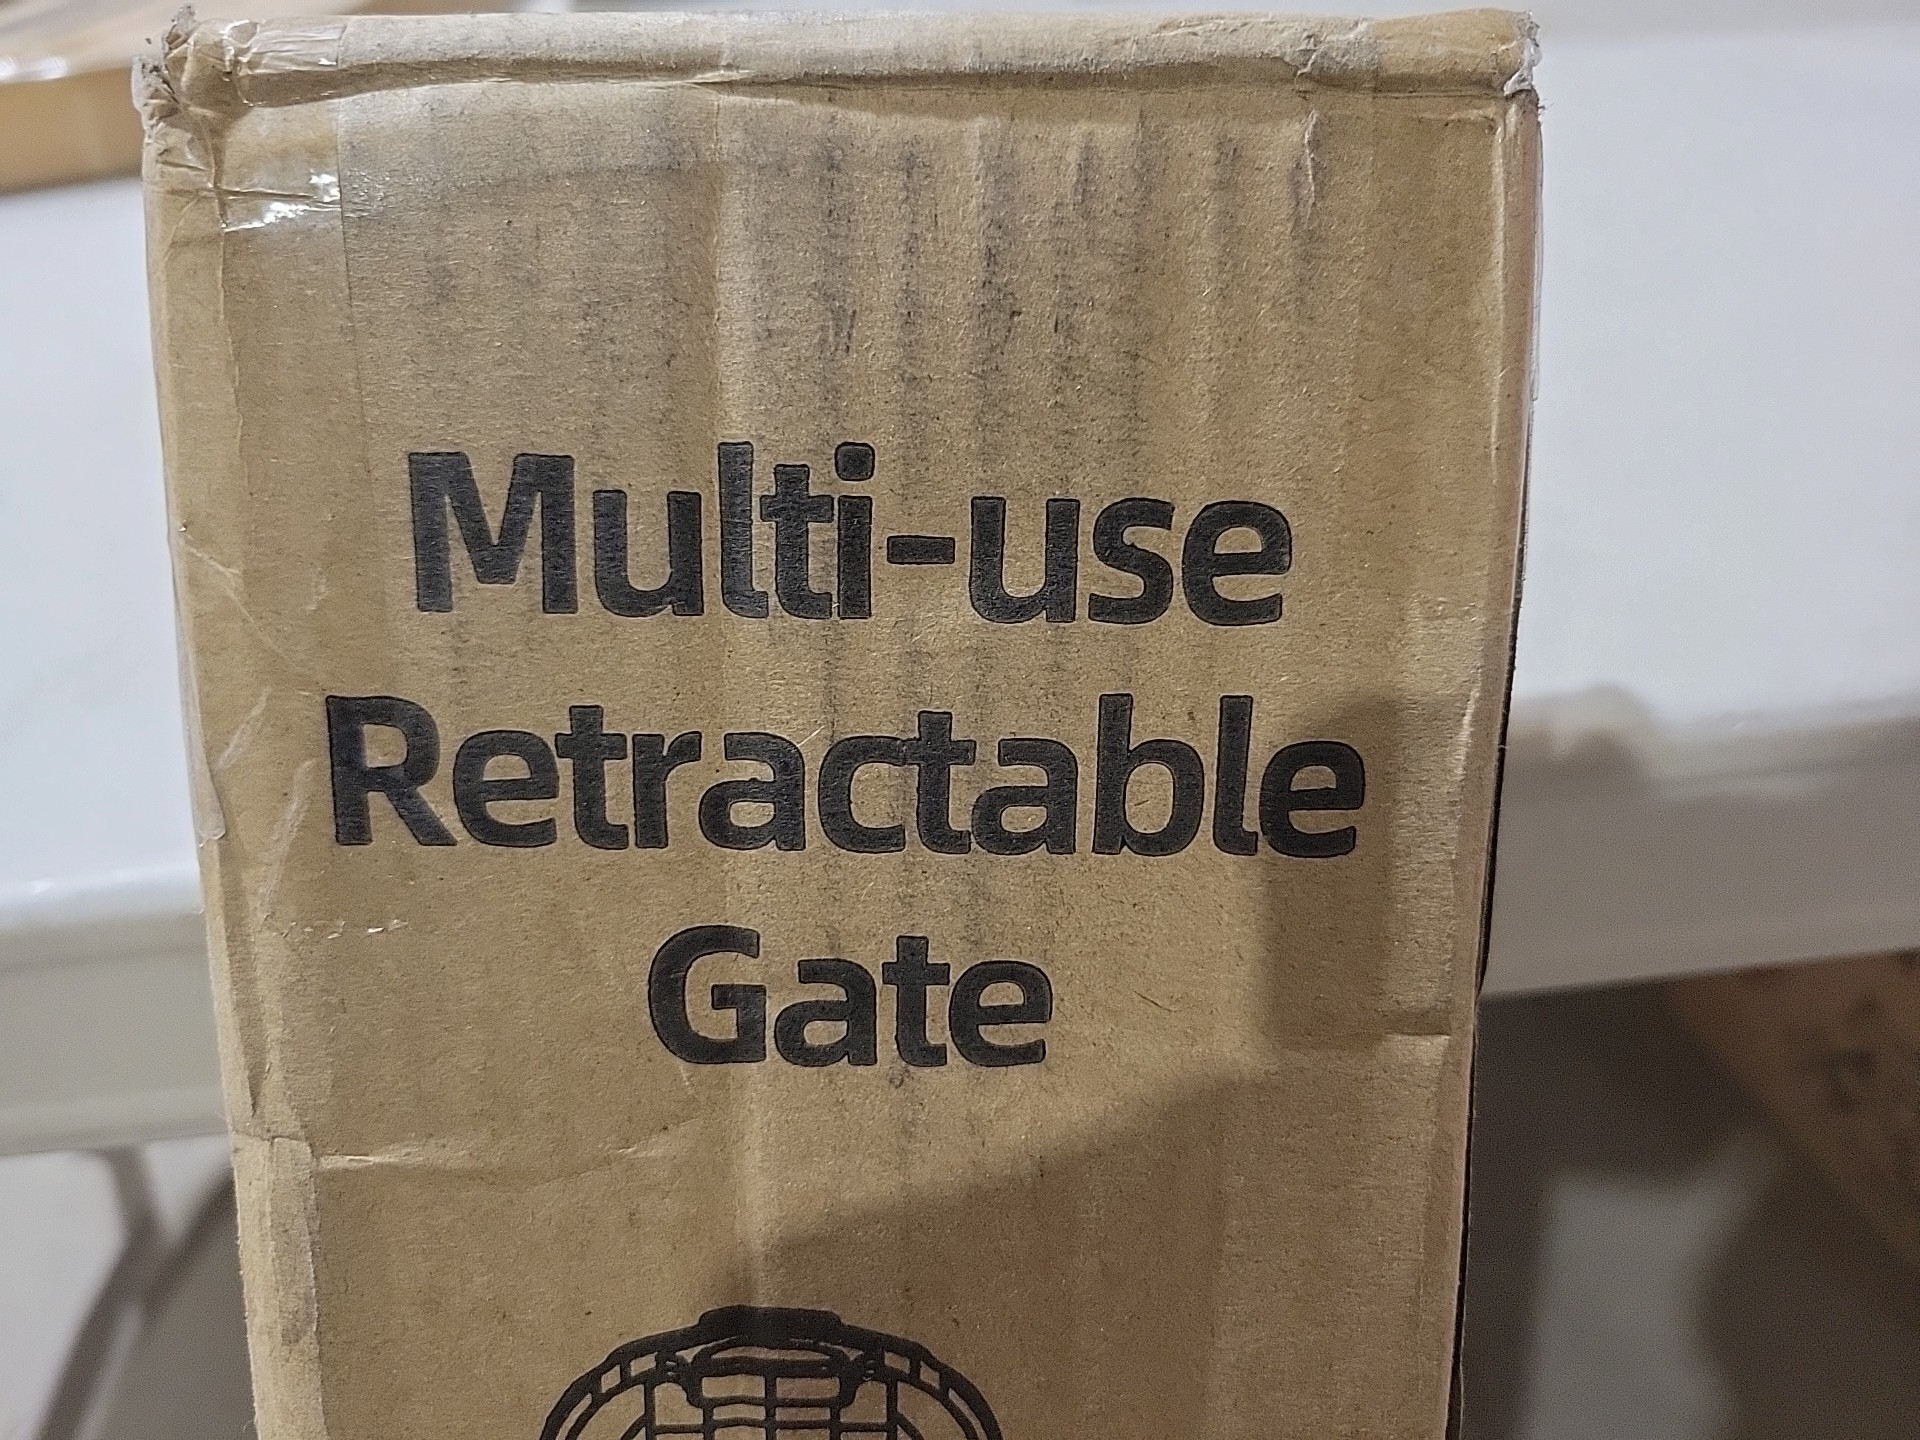 Multi-use
Retractable
Gate